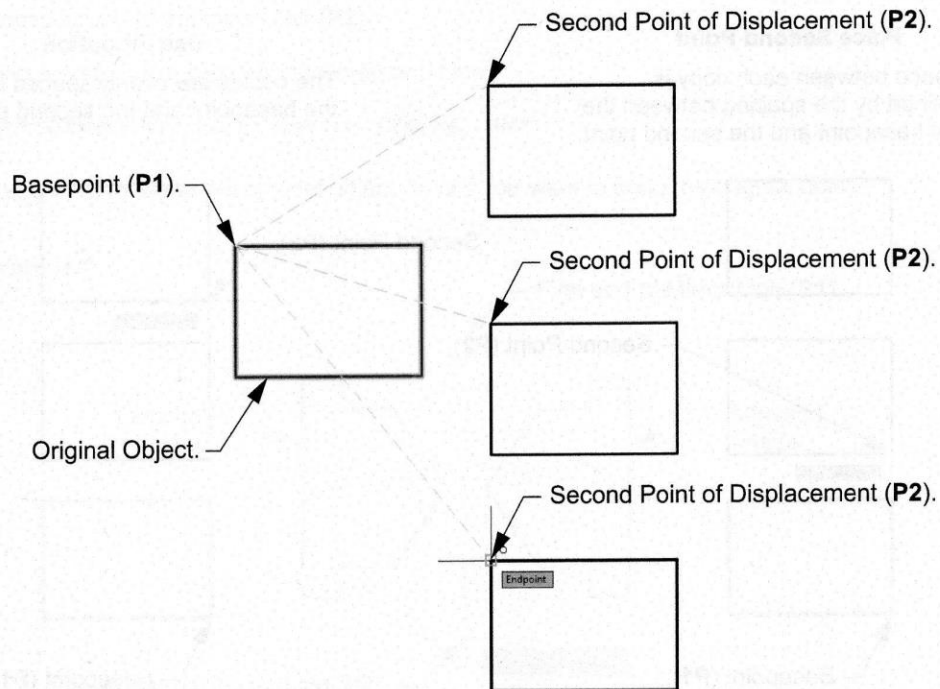 Second Point of Displacement (P2).
Basepoint (P1).
Second Point of Displacement (P2).
Original Object.
Second Point of Displacement (P2).
Endpoint